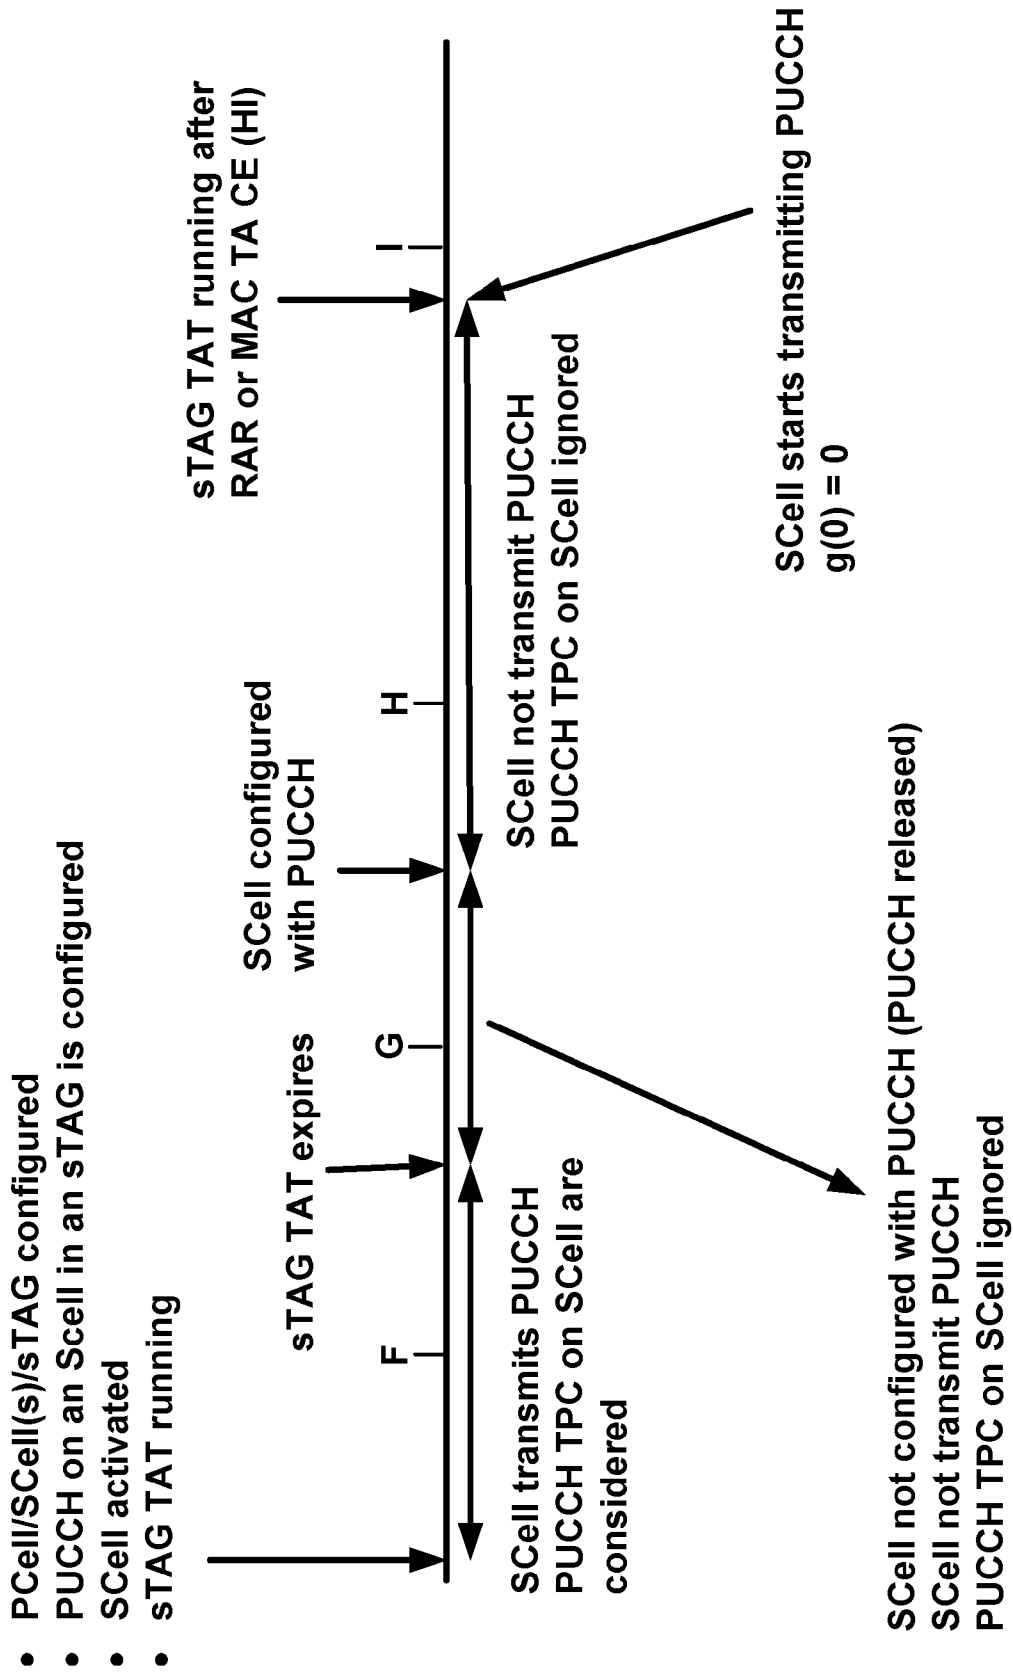 • PCell/SCell(s)/sTAG configured
• PUCCH on an Scell in an sTAG is configured
• SCell activated
• sTAG TAT running
sTAG TAT expires
SCell configured
with PUCCH
sTAG TAT running after
RAR or MAC TA CE (HI)
F
G
H
I
SCell transmits PUCCH
PUCCH TPC on SCell are
considered
SCell not transmit PUCCH
PUCCH TPC on SCell ignored
SCell starts transmitting PUCCH
g(0) = 0
SCell not configured with PUCCH (PUCCH released)
SCell not transmit PUCCH
PUCCH TPC on SCell ignored